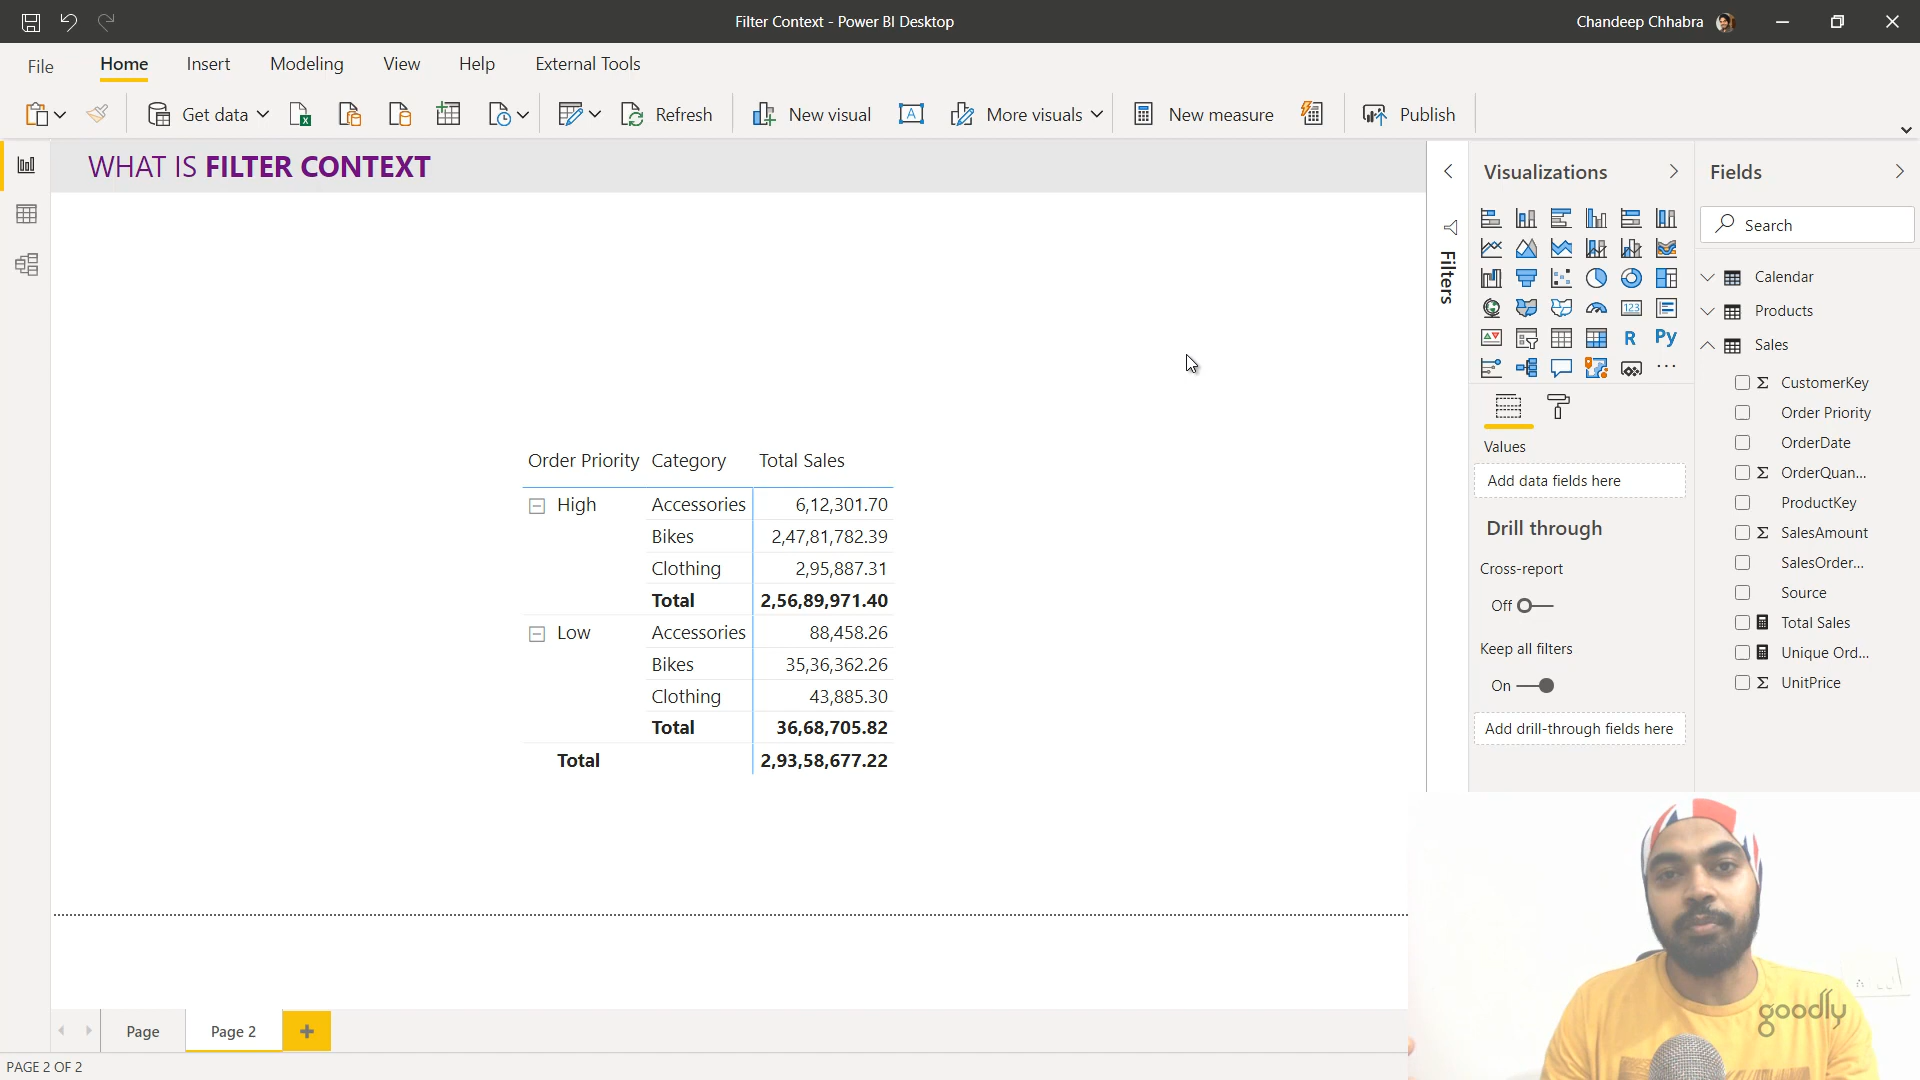 Filter Context - Power BI Desktop
Chandeep Chhabra
File
Home
Insert
Modeling
View
Help
External Tools
Get data
Refresh
New visual
More visuals
New measure
Publish
WHAT IS FILTER CONTEXT
Order Priority Category Total Sales
High Accessories 6,12,301.70
Bikes 2,47,81,782.39
Clothing 2,95,887.31
Total 2,56,89,971.40
Low Accessories 88,458.26
Bikes 35,36,362.26
Clothing 43,885.30
Total 36,68,705.82
Total 2,93,58,677.22
Filters
Visualizations
123
R
Py
Values
Add data fields here
Drill through
Cross-report
Off
Keep all filters
On
Add drill-through fields here
Fields
Search
Calendar
Products
Sales
Σ CustomerKey
Order Priority
OrderDate
Σ OrderQuan...
ProductKey
Σ SalesAmount
SalesOrder...
Source
Total Sales
Unique Ord...
Σ UnitPrice
goodly
Page
Page 2
+
PAGE 2 OF 2